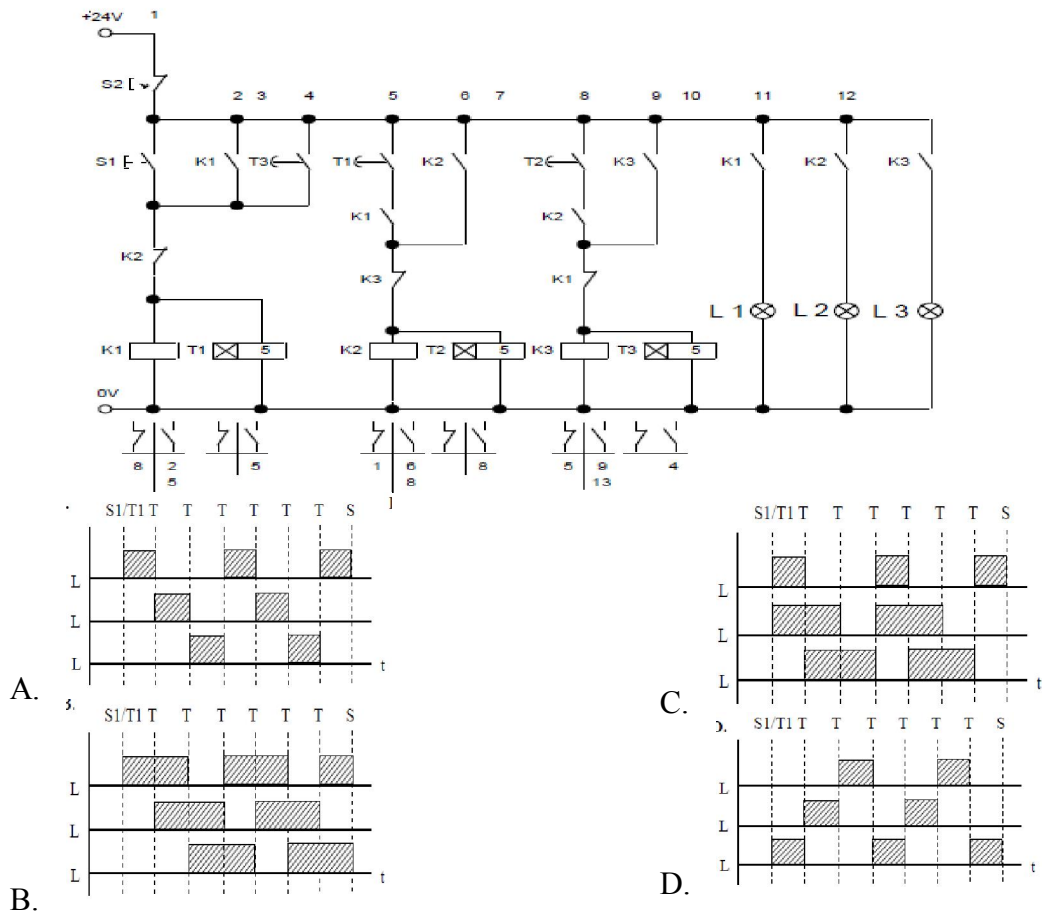 +24V 1
S2
2 3 4 5 6 7 8 9 10 11 12
S1 K1 T3 T1 K2 T2 K3 K1 K2 K3
K1 K2
K2 K3 K1
L 1 L 2 L 3
K1 T1 5 K2 T2 5 K3 T3 5
0V
8 2 5 1 6 8 5 9 4
5 8 13
S1/T1 T T T T T T S
L
L
L t
A.
S1/T1 T T T T T T S
L
L
L t
C.
B.
S1/T1 T T T T T T S
L
L
L t
B.
D.
S1/T1 T T T T T T S
L
L
L t
D.